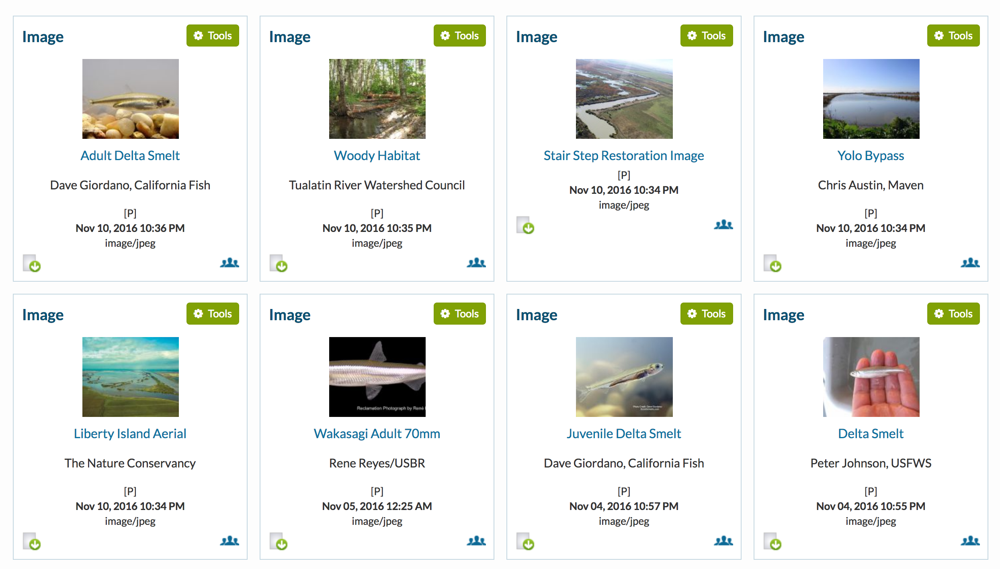 Image
Tools
Adult Delta Smelt
Dave Giordano, California Fish
[P]
Nov 10, 2016 10:36 PM
image/jpeg
Image
Tools
Woody Habitat
Tualatin River Watershed Council
[P]
Nov 10, 2016 10:35 PM
image/jpeg
Image
Tools
Stair Step Restoration Image
[P]
Nov 10, 2016 10:34 PM
image/jpeg
Image
Tools
Yolo Bypass
Chris Austin, Maven
[P]
Nov 10, 2016 10:34 PM
image/jpeg
Image
Tools
Liberty Island Aerial
The Nature Conservancy
[P]
Nov 10, 2016 10:34 PM
image/jpeg
Image
Tools
Reclamation Photograph by René
Wakasagi Adult 70mm
Rene Reyes/USBR
[P]
Nov 05, 2016 12:25 AM
image/jpeg
Image
Tools
Photo Credit: Dave Giordano
Juvenile Delta Smelt
Dave Giordano, California Fish
[P]
Nov 04, 2016 10:57 PM
image/jpeg
Image
Tools
Delta Smelt
Peter Johnson, USFWS
[P]
Nov 04, 2016 10:55 PM
image/jpeg